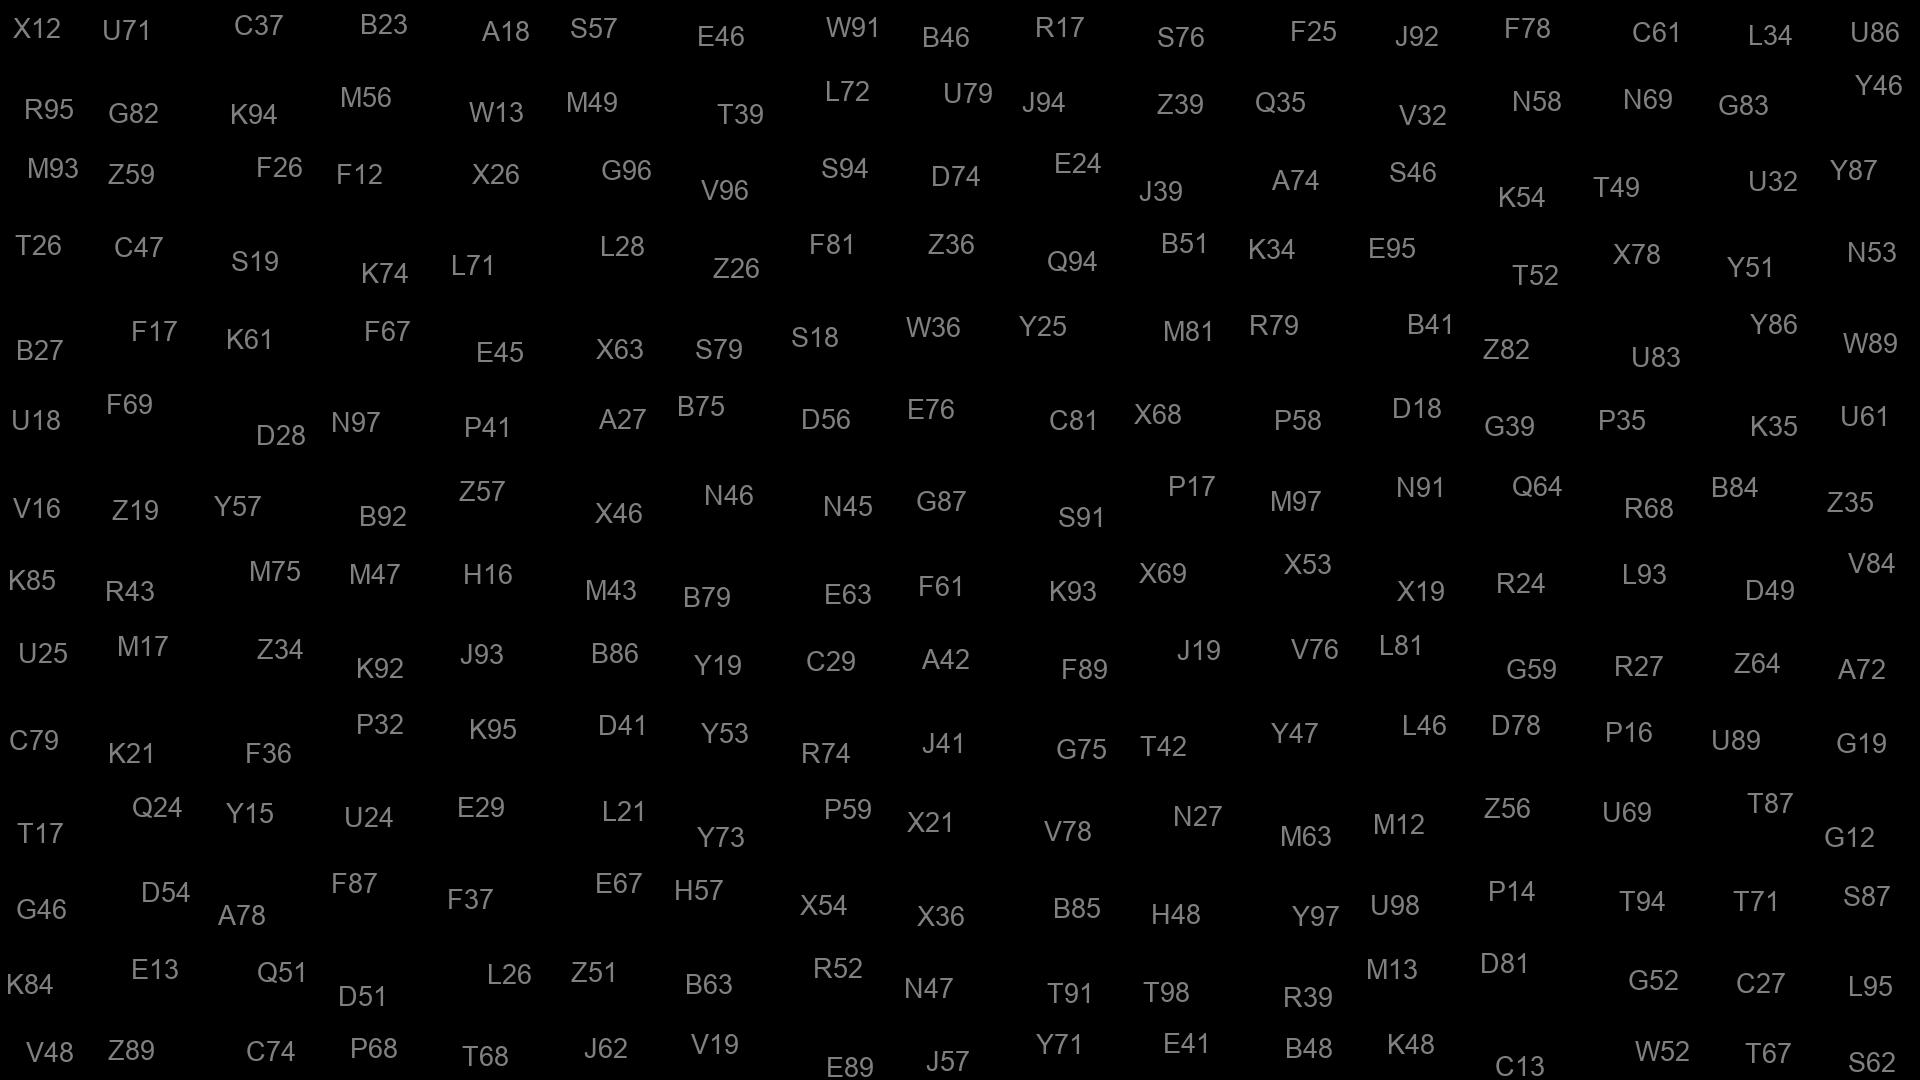 X12 U71 C37 B23 A18 S57 E46 W91 B46 R17 S76 F25 J92 F78 C61 L34 U86
R95 G82 K94 M56 W13 M49 T39 L72 U79 J94 Z39 Q35 V32 N58 N69 G83 Y46
M93 Z59 F26 F12 X26 G96 V96 S94 D74 E24 J39 A74 S46 K54 T49 U32 Y87
T26 C47 S19 K74 L71 L28 Z26 F81 Z36 Q94 B51 K34 E95 T52 X78 Y51 N53
B27 F17 K61 F67 E45 X63 S79 S18 W36 Y25 M81 R79 B41 Z82 U83 Y86 W89
U18 F69 D28 N97 P41 A27 B75 D56 E76 C81 X68 P58 D18 G39 P35 K35 U61
V16 Z19 Y57 B92 Z57 X46 N46 N45 G87 S91 P17 M97 N91 Q64 R68 B84 Z35
K85 R43 M75 M47 H16 M43 B79 E63 F61 K93 X69 X53 X19 R24 L93 D49 V84
U25 M17 Z34 K92 J93 B86 Y19 C29 A42 F89 J19 V76 L81 G59 R27 Z64 A72
C79 K21 F36 P32 K95 D41 Y53 R74 J41 G75 T42 Y47 L46 D78 P16 U89 G19
T17 Q24 Y15 U24 E29 L21 Y73 P59 X21 V78 N27 M63 M12 Z56 U69 T87 G12
G46 D54 A78 F87 F37 E67 H57 X54 X36 B85 H48 Y97 U98 P14 T94 T71 S87
K84 E13 Q51 D51 L26 Z51 B63 R52 N47 T91 T98 R39 M13 D81 G52 C27 L95
V48 Z89 C74 P68 T68 J62 V19 E89 J57 Y71 E41 B48 K48 C13 W52 T67 S62